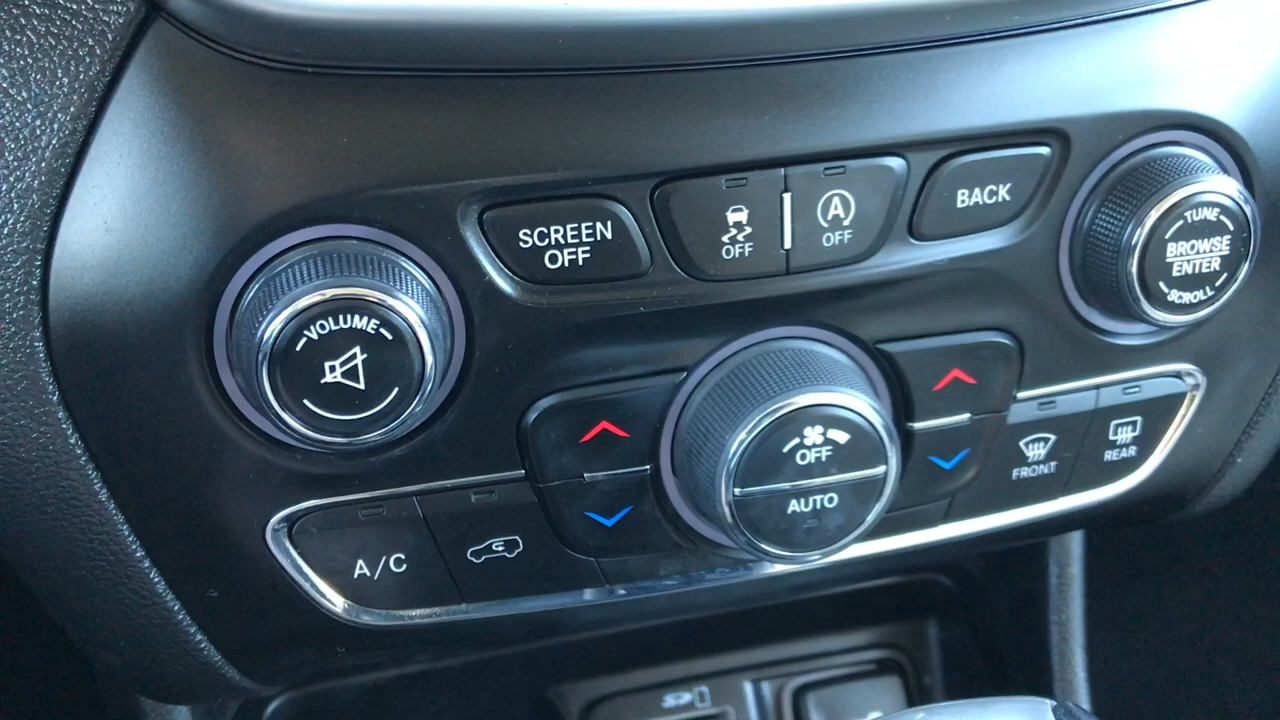 SCREEN
OFF
OFF
A
OFF
BACK
TUNE
BROWSE
ENTER
SCROLL
VOLUME
OFF
AUTO
FRONT
REAR
A/C